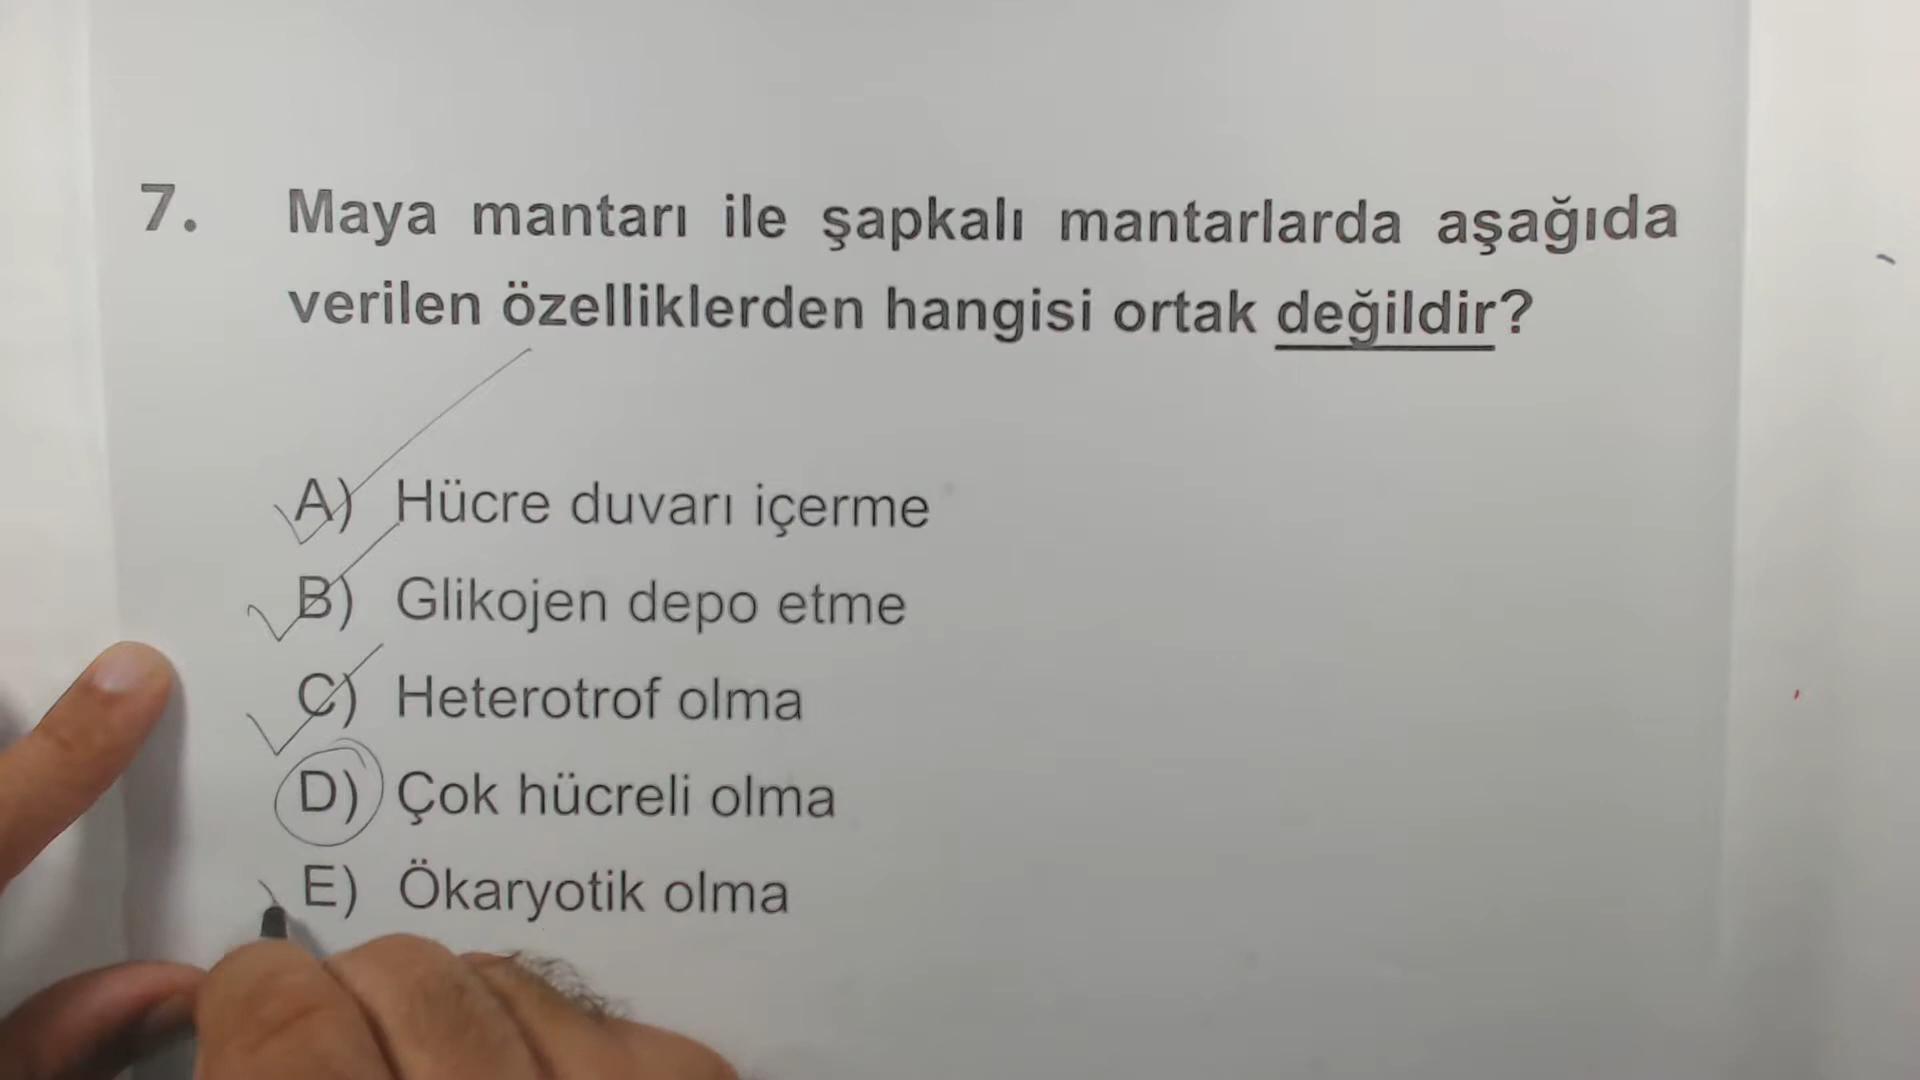 7. Maya mantarı ile şapkalı mantarlarda aşağıda
verilen özelliklerden hangisi ortak değildir?
A) Hücre duvarı içerme
B) Glikojen depo etme
C) Heterotrof olma
D) Çok hücreli olma
E) Ökaryotik olma